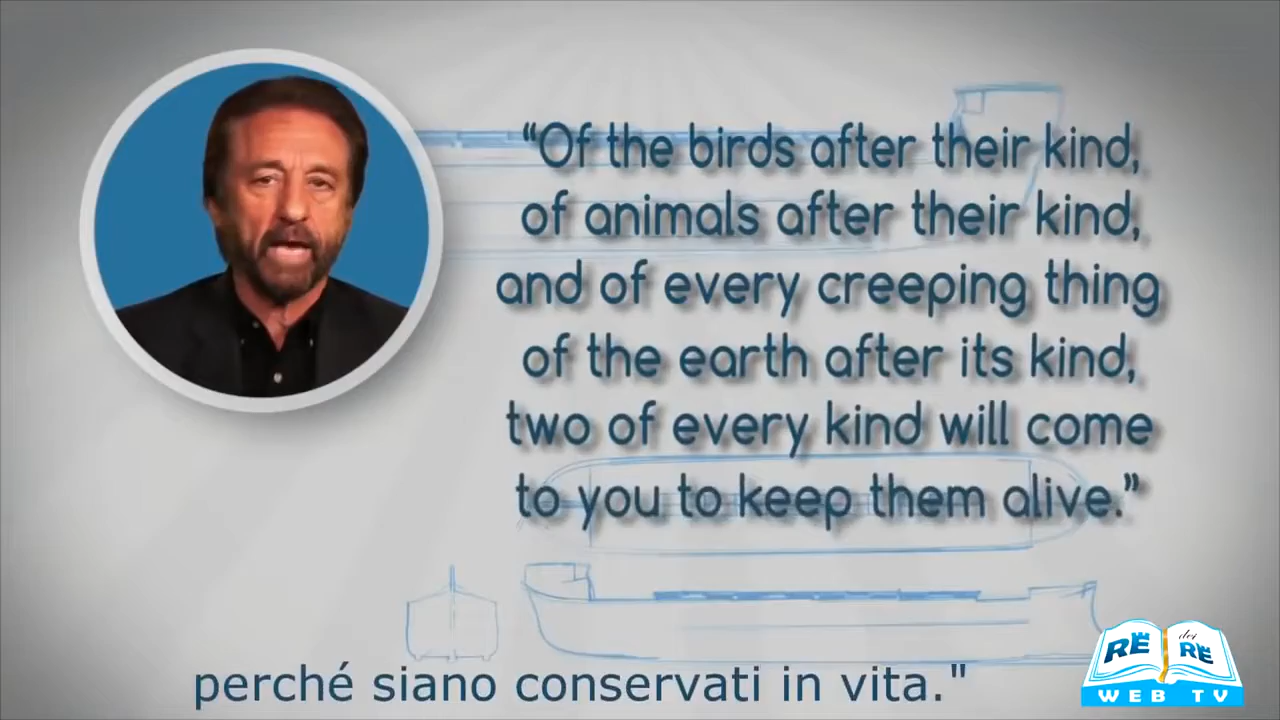 “Of the birds after their kind,
of animals after their kind,
and of every creeping thing
of the earth after its kind,
two of every kind will come
to you to keep them alive.”
perché siano conservati in vita."
RE dei RE
WEB TV